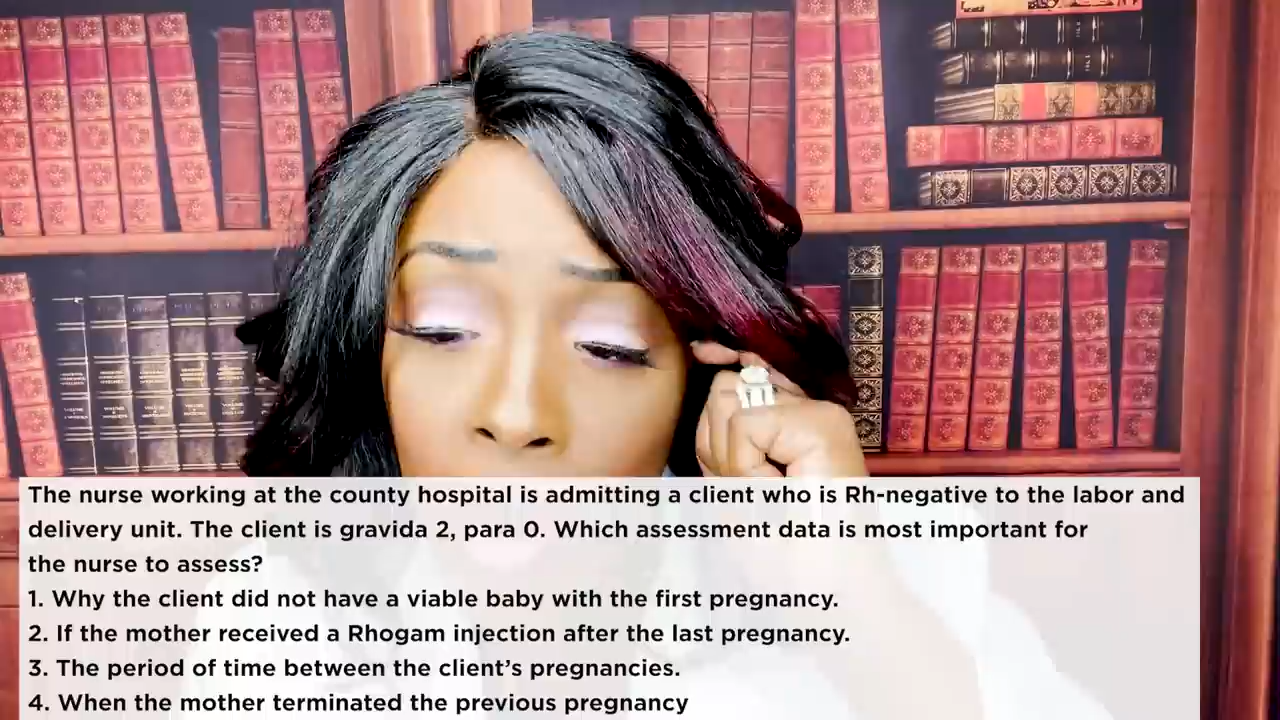 The nurse working at the county hospital is admitting a client who is Rh-negative to the labor and
delivery unit. The client is gravida 2, para 0. Which assessment data is most important for
the nurse to assess?
1. Why the client did not have a viable baby with the first pregnancy.
2. If the mother received a Rhogam injection after the last pregnancy.
3. The period of time between the client's pregnancies.
4. When the mother terminated the previous pregnancy